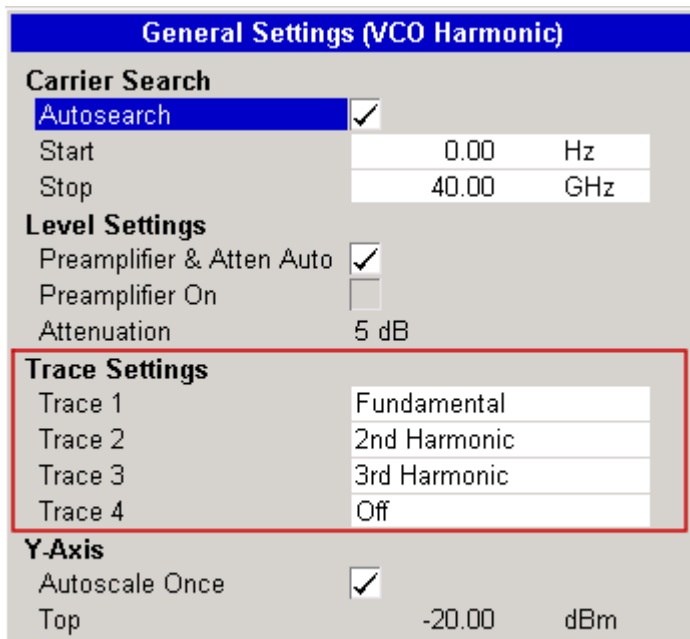 General Settings (VCO Harmonic)
Carrier Search
Autosearch
Start 0.00 Hz
Stop 40.00 GHz
Level Settings
Preamplifier & Atten Auto
Preamplifier On
Attenuation 5 dB
Trace Settings
Trace 1 Fundamental
Trace 2 2nd Harmonic
Trace 3 3rd Harmonic
Trace 4 Off
Y-Axis
Autoscale Once
Top -20.00 dBm